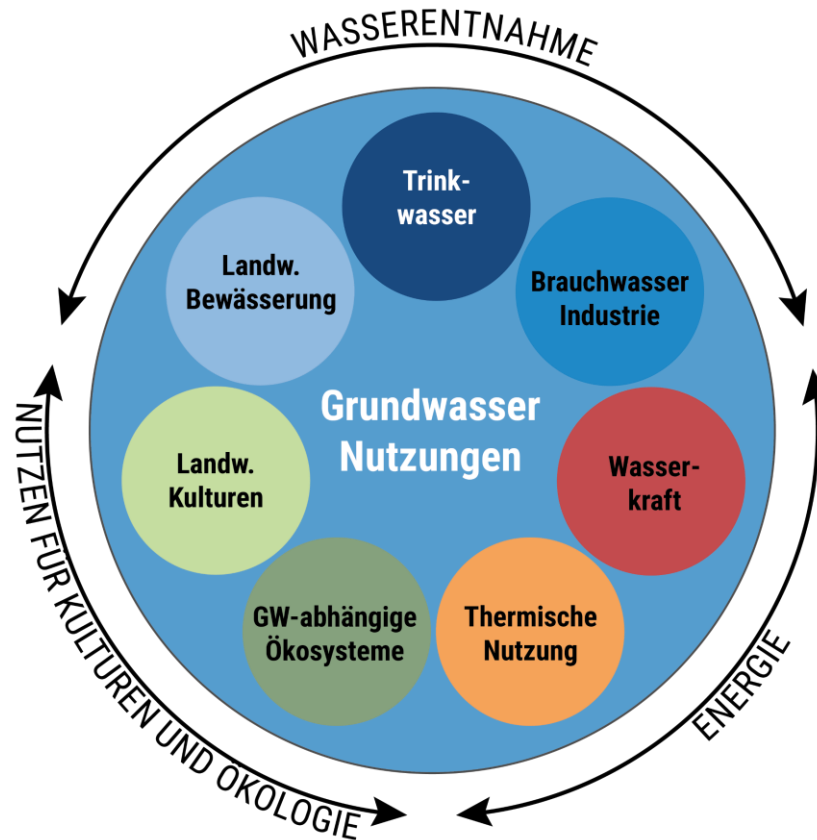 WASSERENTNAHME
Trink-
wasser
Landw.
Bewässerung
Brauchwasser
Industrie
Grundwasser
Nutzungen
Landw.
Kulturen
Wasser-
kraft
GW-abhängige
Ökosysteme
Thermische
Nutzung
NUTZEN FÜR KULTUREN UND ÖKOLOGIE
ENERGIE